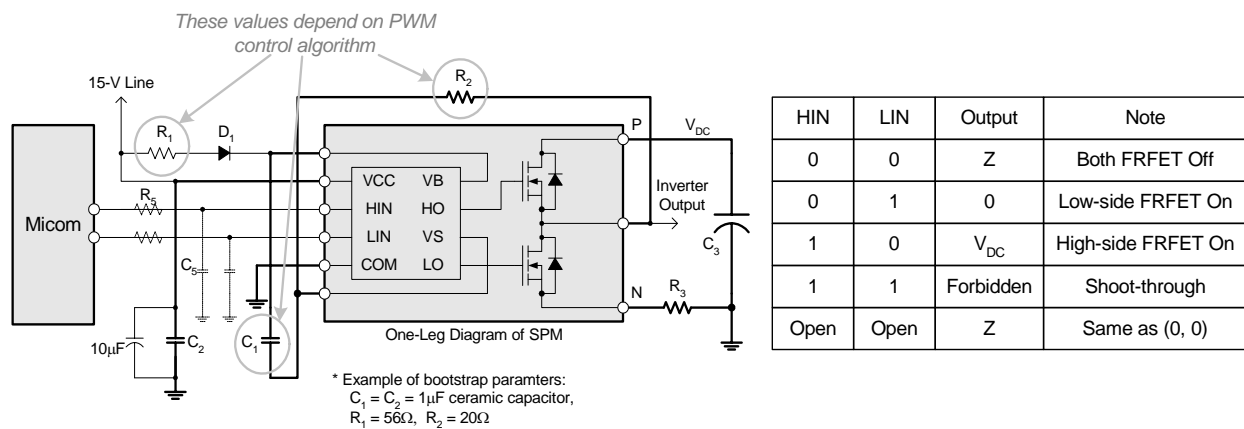 These values depend on PWM
control algorithm
15-V Line
R1
D1
R2
P
VDC
Micom
R5
C5
VCC VB
HIN HO
LIN VS
COM LO
Inverter
Output
C3
N
R3
10μF
C2
C1
One-Leg Diagram of SPM
* Example of bootstrap paramters:
C1 = C2 = 1μF ceramic capacitor,
R1 = 56Ω, R2 = 20Ω
HIN LIN Output Note
0 0 Z Both FRFET Off
0 1 0 Low-side FRFET On
1 0 VDC High-side FRFET On
1 1 Forbidden Shoot-through
Open Open Z Same as (0, 0)